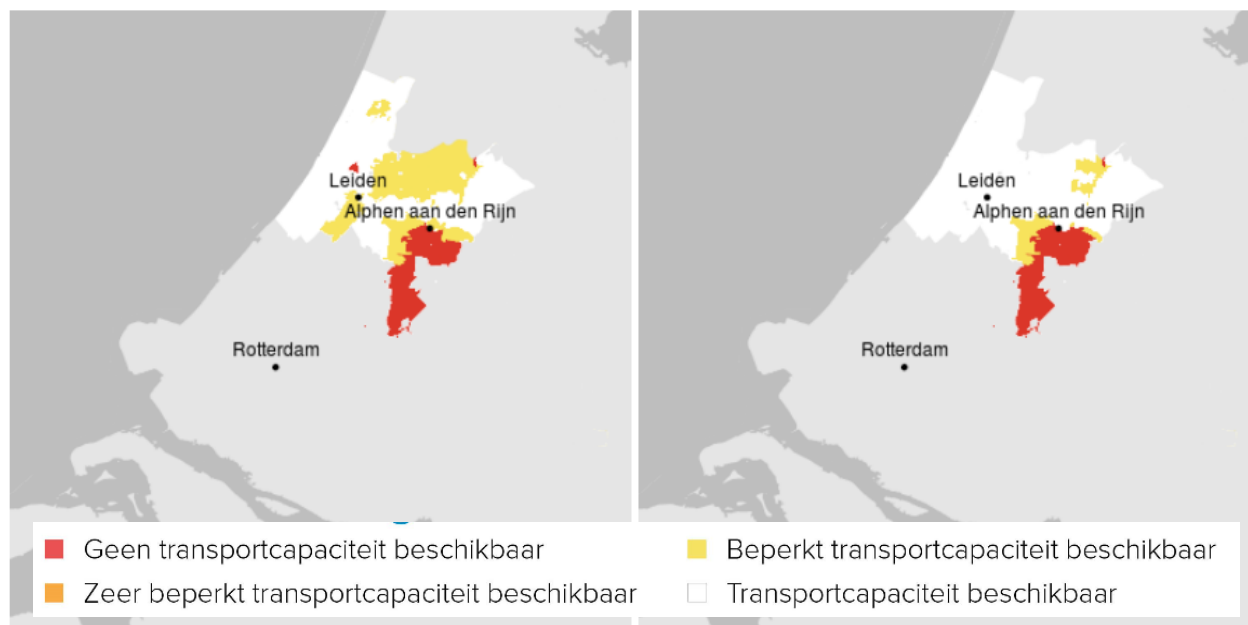 Leiden
Alphen aan den Rijn
Rotterdam
Leiden
Alphen aan den Rijn
Rotterdam
Geen transportcapaciteit beschikbaar
Beperkt transportcapaciteit beschikbaar
Zeer beperkt transportcapaciteit beschikbaar
Transportcapaciteit beschikbaar